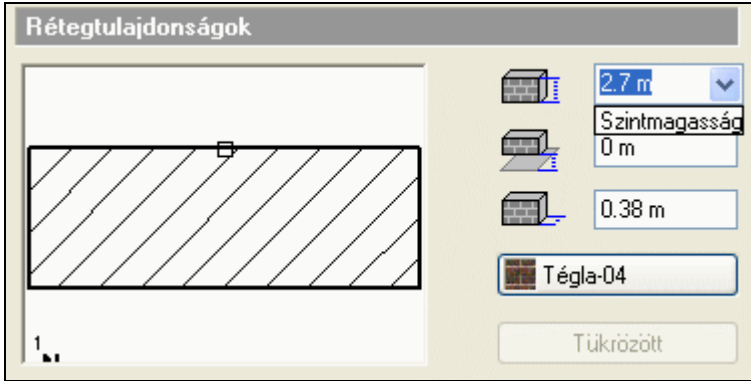 Rétegtulajdonságok
2.7 m
Szintmagasság
0 m
0.38 m
Tégla-04
Tükrözött
1